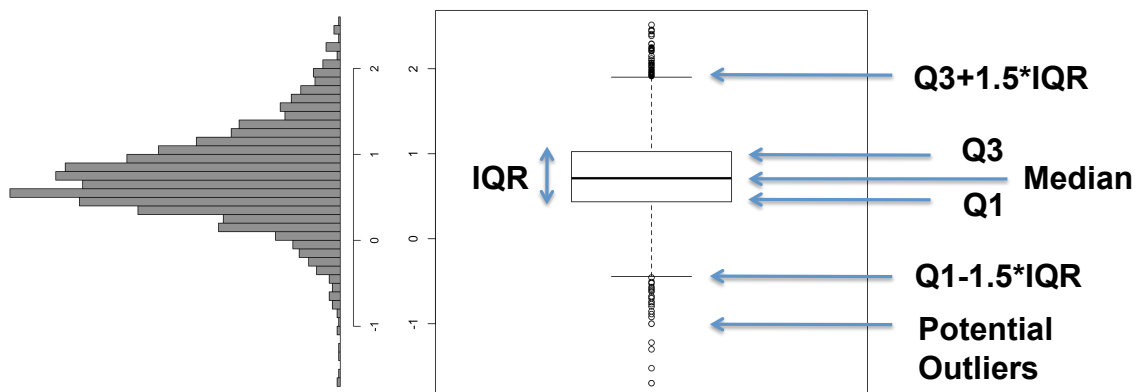 2
1
0
-1
2
1
0
-1
IQR
Q3+1.5*IQR
Q3
Median
Q1
Q1-1.5*IQR
Potential
Outliers